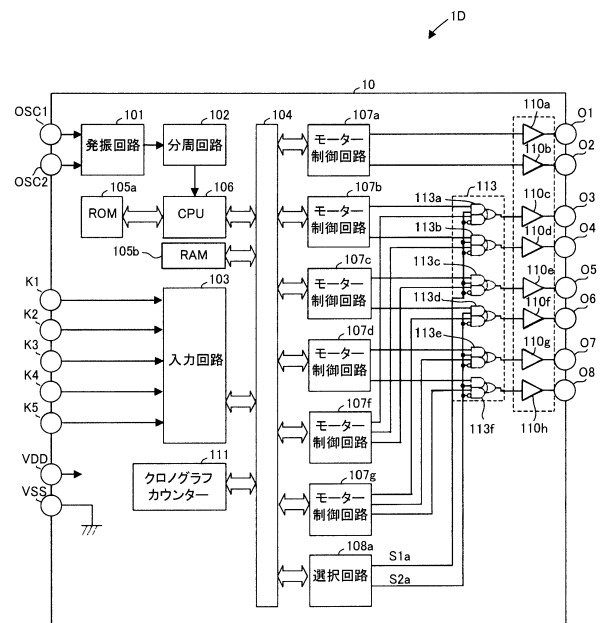 1D
10
OSC1
101
発振回路
102
分周回路
104
107a
モーター
制御回路
110a
O1
110b
O2
OSC2
105a
ROM
106
CPU
107b
モーター
制御回路
113a
113
110c
O3
113b
110d
O4
105b
RAM
K1
103
入力回路
107c
モーター
制御回路
113c
110e
O5
113d
110f
O6
K2
K3
107d
モーター
制御回路
113e
110g
O7
K4
K5
107f
モーター
制御回路
113f
110h
O8
VDD
VSS
111
クロノグラフ
カウンター
107g
モーター
制御回路
108a
選択回路
S1a
S2a